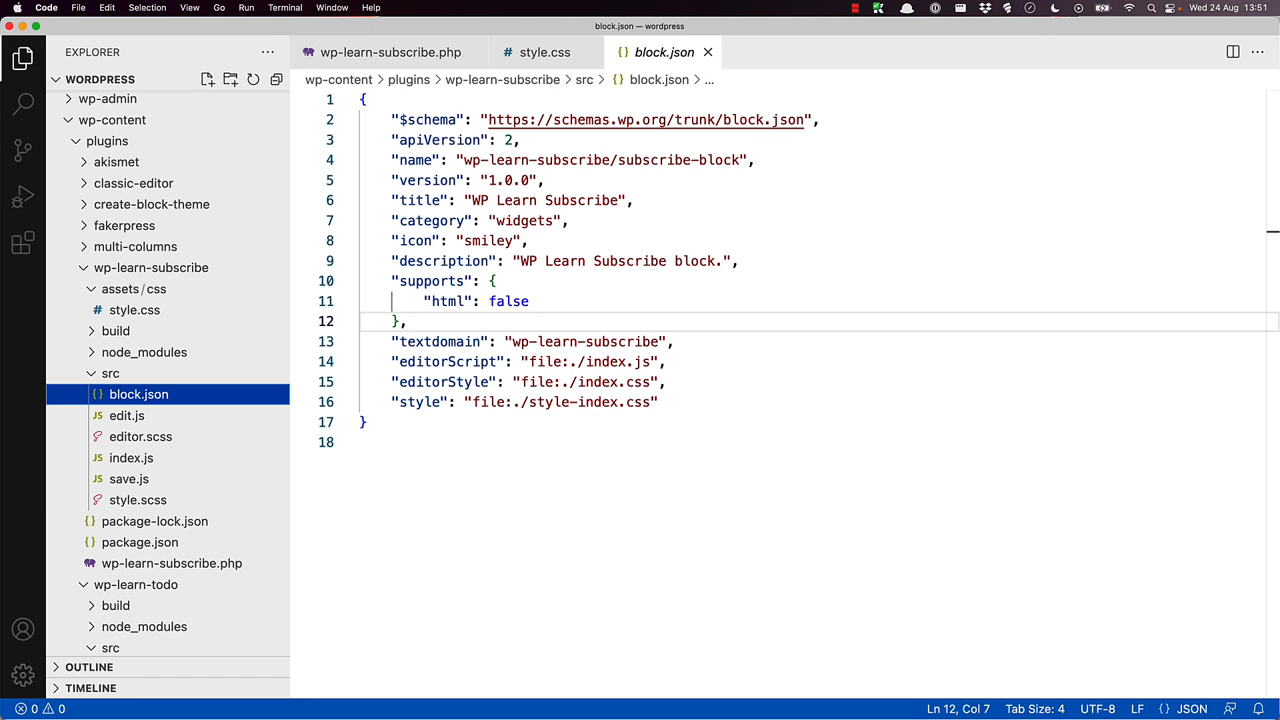 Code File Edit Selection View Go Run Terminal Window Help Wed 24 Aug 13:51
block.json — wordpress
EXPLORER
wp-learn-subscribe.php
# style.css
{} block.json
wp-content > plugins > wp-learn-subscribe > src > {} block.json > ...
WORDPRESS
wp-admin
wp-content
plugins
akismet
classic-editor
create-block-theme
fakerpress
multi-columns
wp-learn-subscribe
assets/css
# style.css
build
node_modules
src
{} block.json
JS edit.js
editor.scss
JS index.js
JS save.js
style.scss
{} package-lock.json
{} package.json
wp-learn-subscribe.php
wp-learn-todo
build
node_modules
src
OUTLINE
TIMELINE
1 {
2 "$schema": "https://schemas.wp.org/trunk/block.json",
3 "apiVersion": 2,
4 "name": "wp-learn-subscribe/subscribe-block",
5 "version": "1.0.0",
6 "title": "WP Learn Subscribe",
7 "category": "widgets",
8 "icon": "smiley",
9 "description": "WP Learn Subscribe block.",
10 "supports": {
11 "html": false
12 },
13 "textdomain": "wp-learn-subscribe",
14 "editorScript": "file:./index.js",
15 "editorStyle": "file:./index.css",
16 "style": "file:./style-index.css"
17 }
18
0 0 Ln 12, Col 7 Tab Size: 4 UTF-8 LF {} JSON